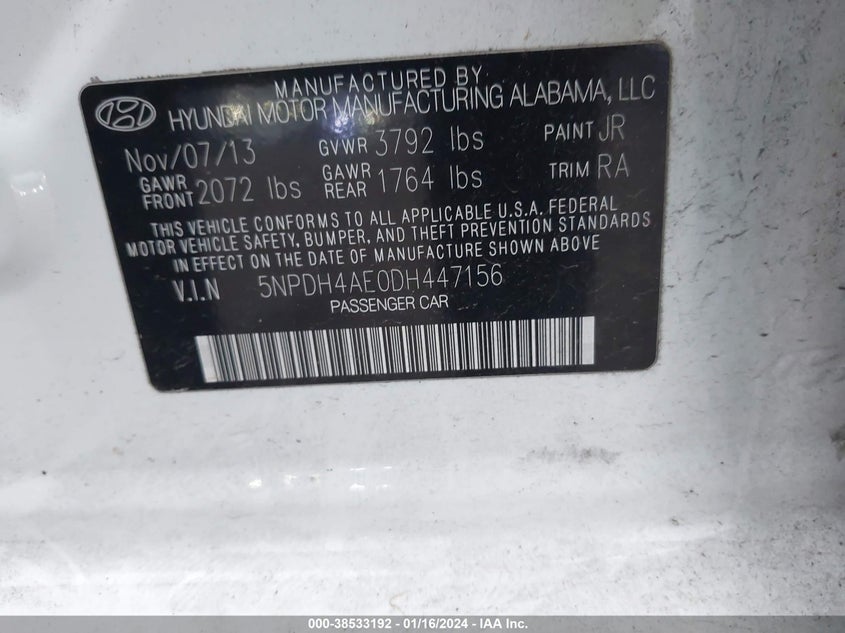 MANUFACTURED BY
HYUNDAI MOTOR MANUFACTURING ALABAMA, LLC
Nov/07/13 GVWR 3792 lbs PAINT JR
GAWR FRONT 2072 lbs GAWR REAR 1764 lbs TRIM RA
THIS VEHICLE CONFORMS TO ALL APPLICABLE U.S.A. FEDERAL
MOTOR VEHICLE SAFETY, BUMPER, AND THEFT PREVENTION STANDARDS
IN EFFECT ON THE DATE OF MANUFACTURE SHOWN ABOVE
V.I.N 5NPDH4AE0DH447156
PASSENGER CAR
000-38533192 - 01/16/2024 - IAA Inc.